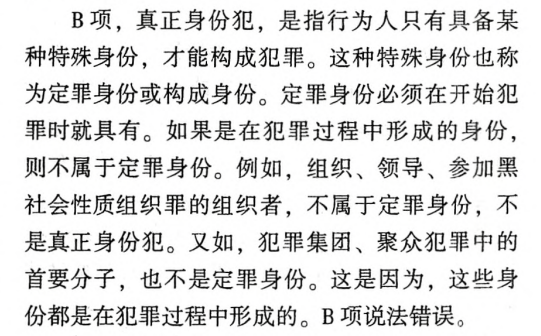 B项，真正身份犯，是指行为人只有具备某
种特殊身份，才能构成犯罪。这种特殊身份也称
为定罪身份或构成身份。定罪身份必须在开始犯
罪时就具有。如果是在犯罪过程中形成的身份，
则不属于定罪身份。例如，组织、领导、参加黑
社会性质组织罪的组织者，不属于定罪身份，不
是真正身份犯。又如，犯罪集团、聚众犯罪中的
首要分子，也不是定罪身份。这是因为，这些身
份都是在犯罪过程中形成的。B项说法错误。